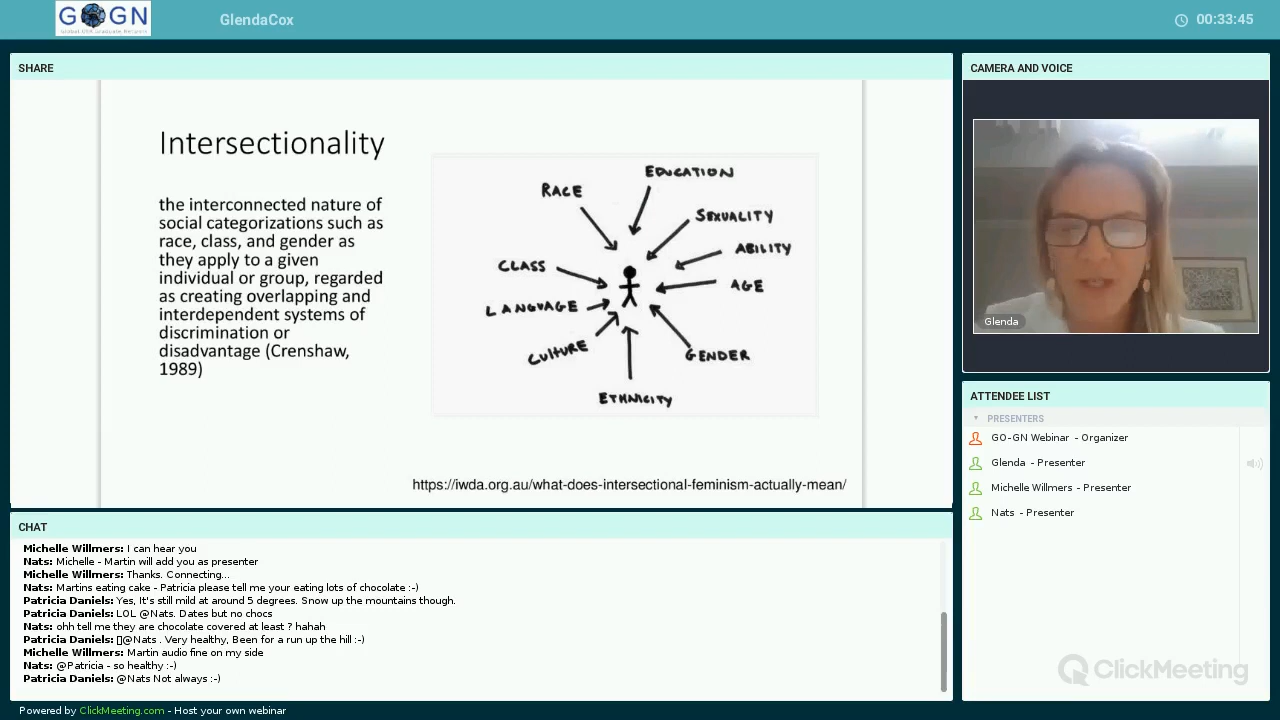 GO GN
Global OER Graduate Network
GlendaCox
00:33:45
SHARE
Intersectionality
the interconnected nature of
social categorizations such as
race, class, and gender as
they apply to a given
individual or group, regarded
as creating overlapping and
interdependent systems of
discrimination or
disadvantage (Crenshaw,
1989)
EDUCATION
RACE
SEXUALITY
ABILITY
CLASS
AGE
LANGUAGE
CULTURE
GENDER
ETHNICITY
https://iwda.org.au/what-does-intersectional-feminism-actually-mean/
CAMERA AND VOICE
Glenda
ATTENDEE LIST
PRESENTERS
GO-GN Webinar - Organizer
Glenda - Presenter
Michelle Willmers - Presenter
Nats - Presenter
ClickMeeting
CHAT
Michelle Willmers: I can hear you
Nats: Michelle - Martin will add you as presenter
Michelle Willmers: Thanks. Connecting...
Nats: Martins eating cake - Patricia please tell me your eating lots of chocolate :-)
Patricia Daniels: Yes, It's still mild at around 5 degrees. Snow up the mountains though.
Patricia Daniels: LOL @Nats. Dates but no chocs
Nats: ohh tell me they are chocolate covered at least ? hahah
Patricia Daniels: @Nats . Very healthy, Been for a run up the hill :-)
Michelle Willmers: Martin audio fine on my side
Nats: @Patricia - so healthy :-)
Patricia Daniels: @Nats Not always :-)
Powered by ClickMeeting.com - Host your own webinar